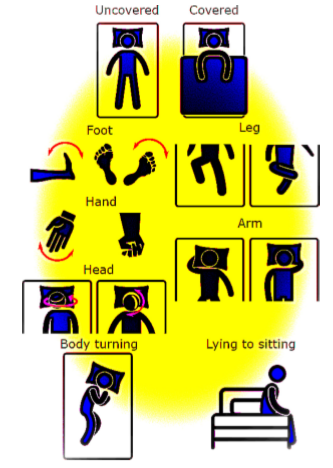 Uncovered Covered
Foot
Leg
Hand
Arm
Head
Body turning
Lying to sitting